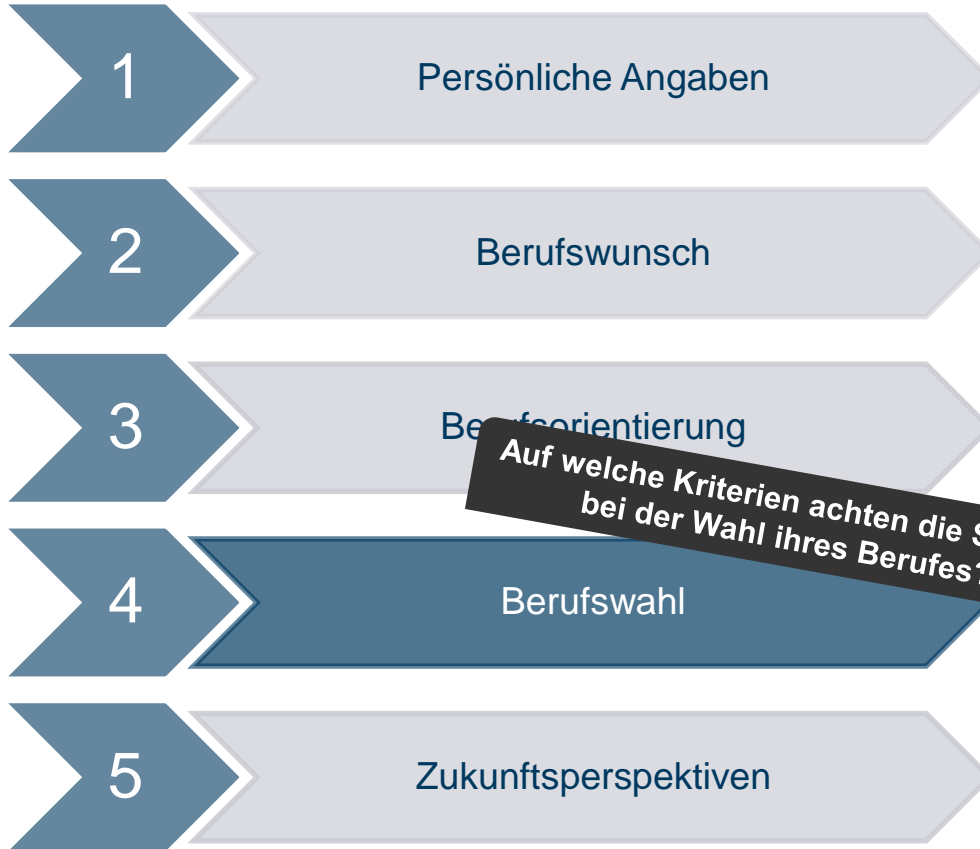 1
Persönliche Angaben
2
Berufswunsch
3
Berufsorientierung
Auf welche Kriterien achten die
bei der Wahl ihres Berufes?
4
Berufswahl
5
Zukunftsperspektiven